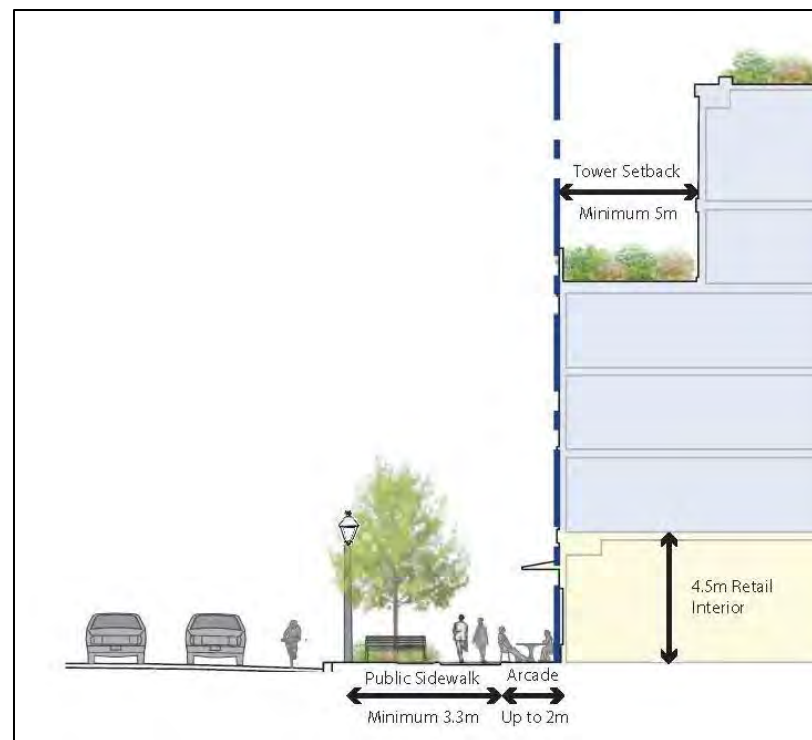 Tower Setback
Minimum 5m
4.5m Retail
Interior
Public Sidewalk
Minimum 3.3m
Arcade
Up to 2m